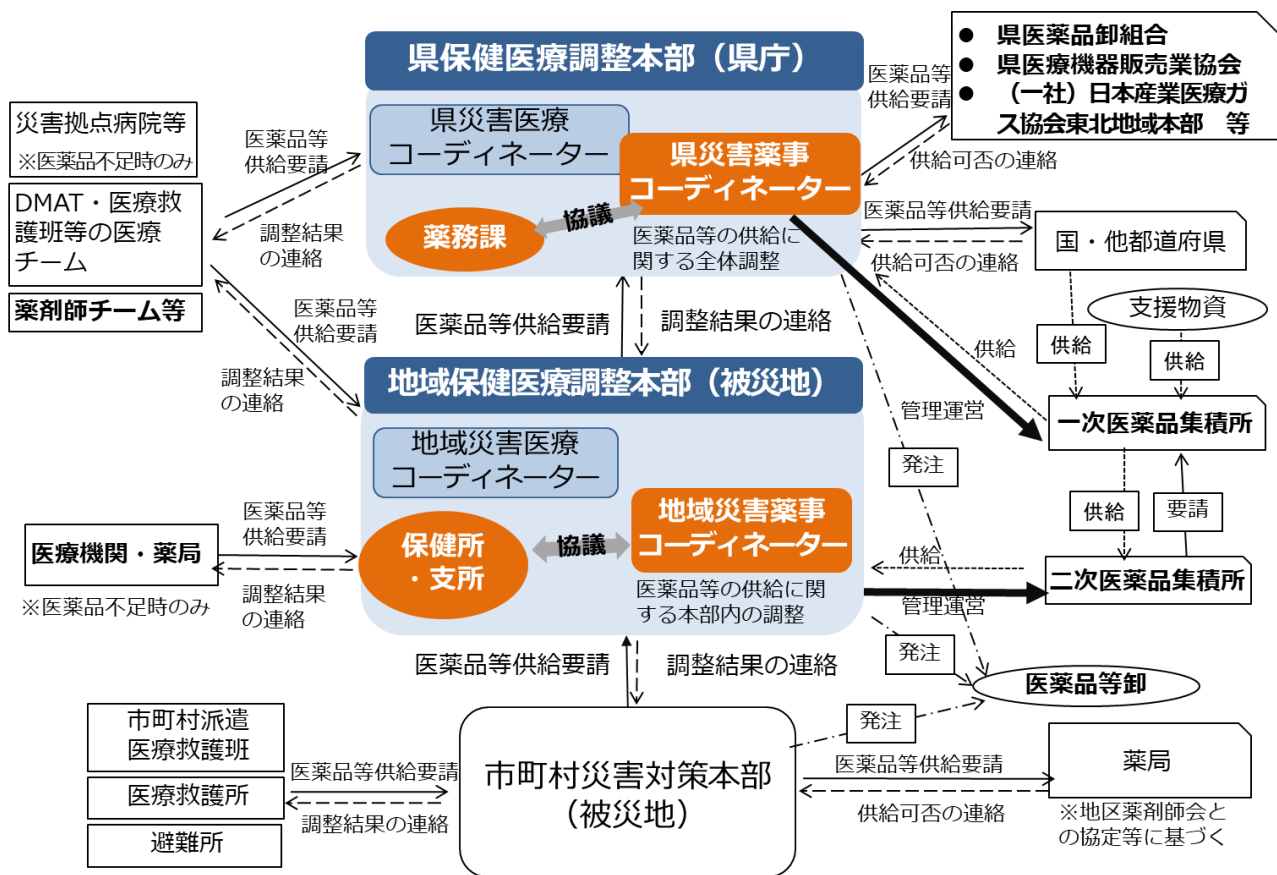 県保健医療調整本部（県庁）
県災害医療
コーディネーター
県災害薬事
コーディネーター
薬務課
協議
医薬品等の供給に
関する全体調整
● 県医薬品卸組合
● 県医療機器販売業協会
● （一社）日本産業医療ガ
ス協会東北地域本部　等
医薬品等
供給要請
供給可否の連絡
災害拠点病院等
※医薬品不足時のみ
DMAT・医療救
護班等の医療
チーム
薬剤師チーム等
医薬品等
供給要請
調整結果
の連絡
医薬品等
供給要請
調整結果
の連絡
医薬品等供給要請
供給可否の連絡
国・他都道府県
支援物資
供給
供給
供給
医薬品等供給要請
調整結果の連絡
地域保健医療調整本部（被災地）
地域災害医療
コーディネーター
地域災害薬事
コーディネーター
保健所
・支所
協議
医薬品等の供給に関
する本部内の調整
管理運営
発注
一次医薬品集積所
供給
要請
二次医薬品集積所
供給
管理運営
発注
医療機関・薬局
※医薬品不足時のみ
医薬品等
供給要請
調整結果
の連絡
医薬品等供給要請
調整結果の連絡
医薬品等卸
発注
市町村派遣
医療救護班
医療救護所
避難所
医薬品等供給要請
調整結果の連絡
市町村災害対策本部
（被災地）
医薬品等供給要請
供給可否の連絡
薬局
※地区薬剤師会と
の協定等に基づく